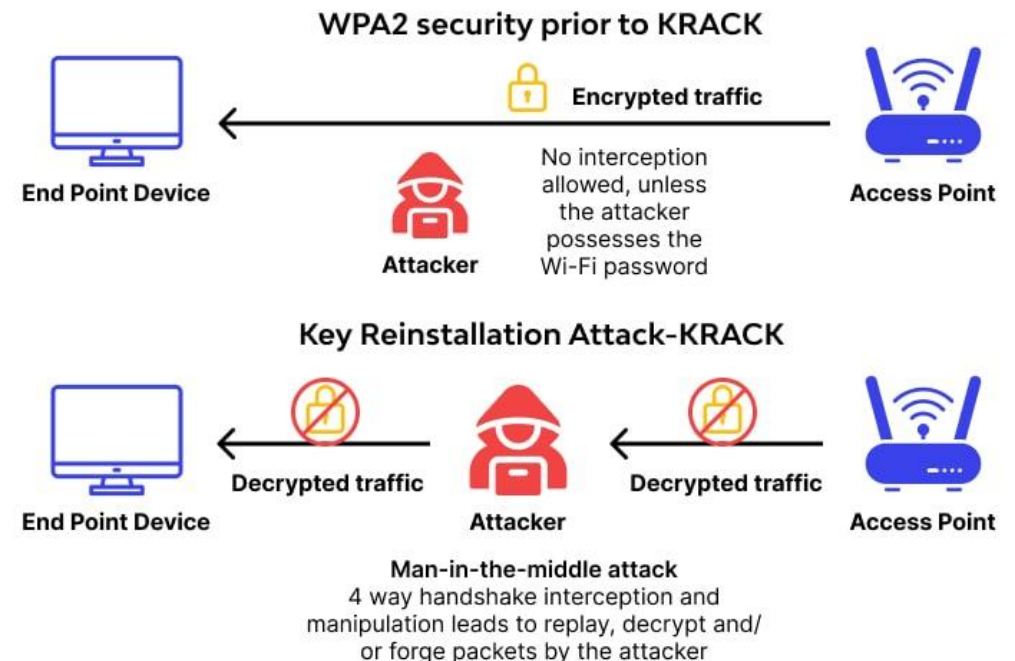 WPA2 security prior to KRACK
Encrypted traffic
End Point Device
Attacker
No interception
allowed, unless
the attacker
possesses the
Wi-Fi password
Access Point
Key Reinstallation Attack-KRACK
End Point Device
Decrypted traffic
Attacker
Decrypted traffic
Access Point
Man-in-the-middle attack
4 way handshake interception and
manipulation leads to replay, decrypt and/
or forge packets by the attacker